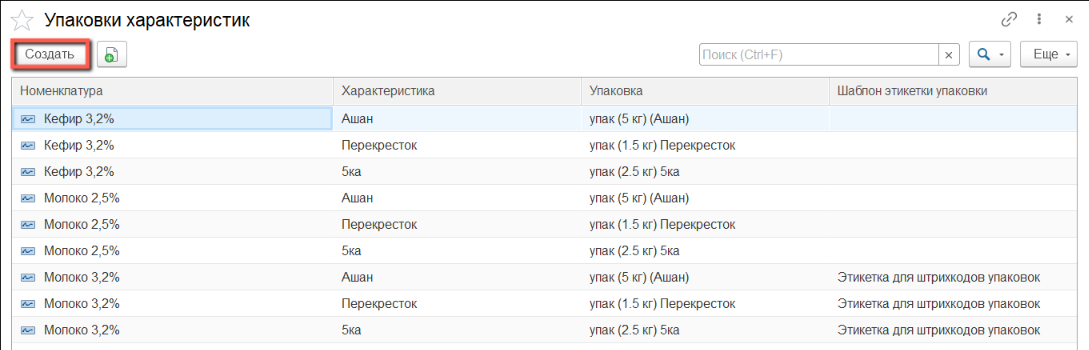 Упаковки характеристик
Создать Поиск (Ctrl+F) Еще
Номенклатура Характеристика Упаковка Шаблон этикетки упаковки
Кефир 3,2% Ашан упак (5 кг) (Ашан)
Кефир 3,2% Перекресток упак (1.5 кг) Перекресток
Кефир 3,2% 5ка упак (2.5 кг) 5ка
Молоко 2,5% Ашан упак (5 кг) (Ашан)
Молоко 2,5% Перекресток упак (1.5 кг) Перекресток
Молоко 2,5% 5ка упак (2.5 кг) 5ка
Молоко 3,2% Ашан упак (5 кг) (Ашан) Этикетка для штрихкодов упаковок
Молоко 3,2% Перекресток упак (1.5 кг) Перекресток Этикетка для штрихкодов упаковок
Молоко 3,2% 5ка упак (2.5 кг) 5ка Этикетка для штрихкодов упаковок